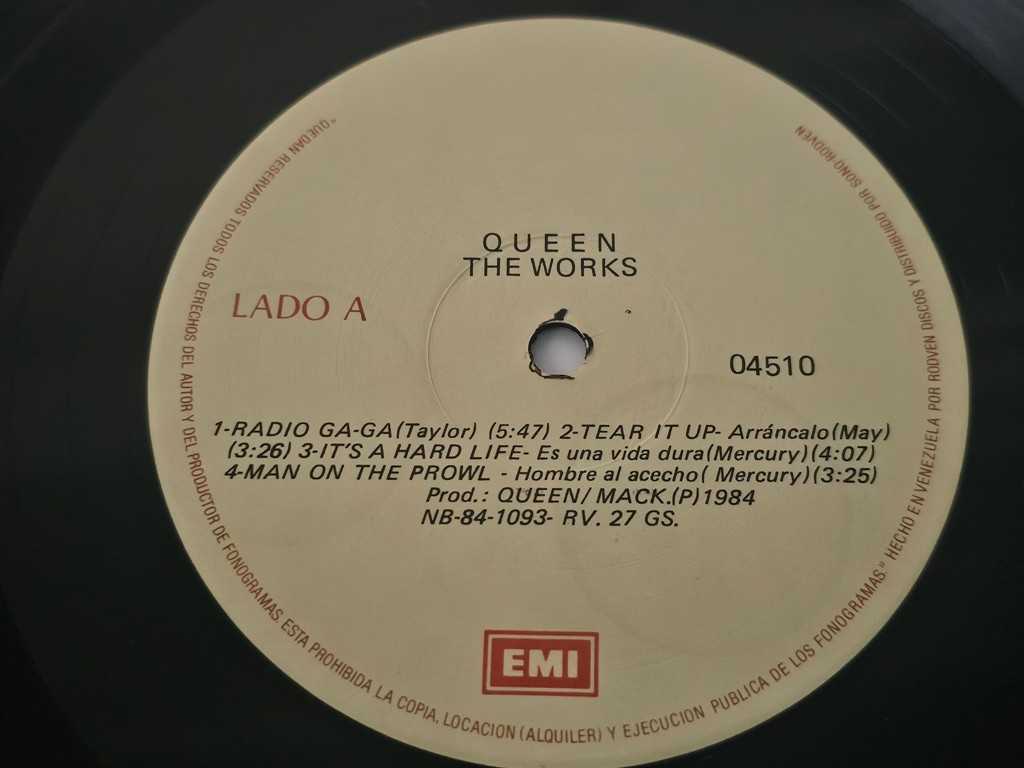 QUEEN
THE WORKS
LADO A
04510
1-RADIO GA-GA(Taylor) (5:47) 2-TEAR IT UP- Arráncalo(May)
(3:26) 3-IT'S A HARD LIFE- Es una vida dura(Mercury)(4:07)
4-MAN ON THE PROWL - Hombre al acecho( Mercury)(3:25)
Prod.: QUEEN/ MACK.(P)1984
NB-84-1093- RV. 27 GS.
EMI
"QUEDAN RESERVADOS TODOS LOS DERECHOS DEL AUTOR Y DEL PRODUCTOR DE FONOGRAMAS, ESTA PROHIBIDA LA COPIA, LOCACION (ALQUILER) Y EJECUCION PUBLICA DE LOS FONOGRAMAS." HECHO EN VENEZUELA POR RODVEN DISCOS Y DISTRIBUIDO POR SONO-RODVEN